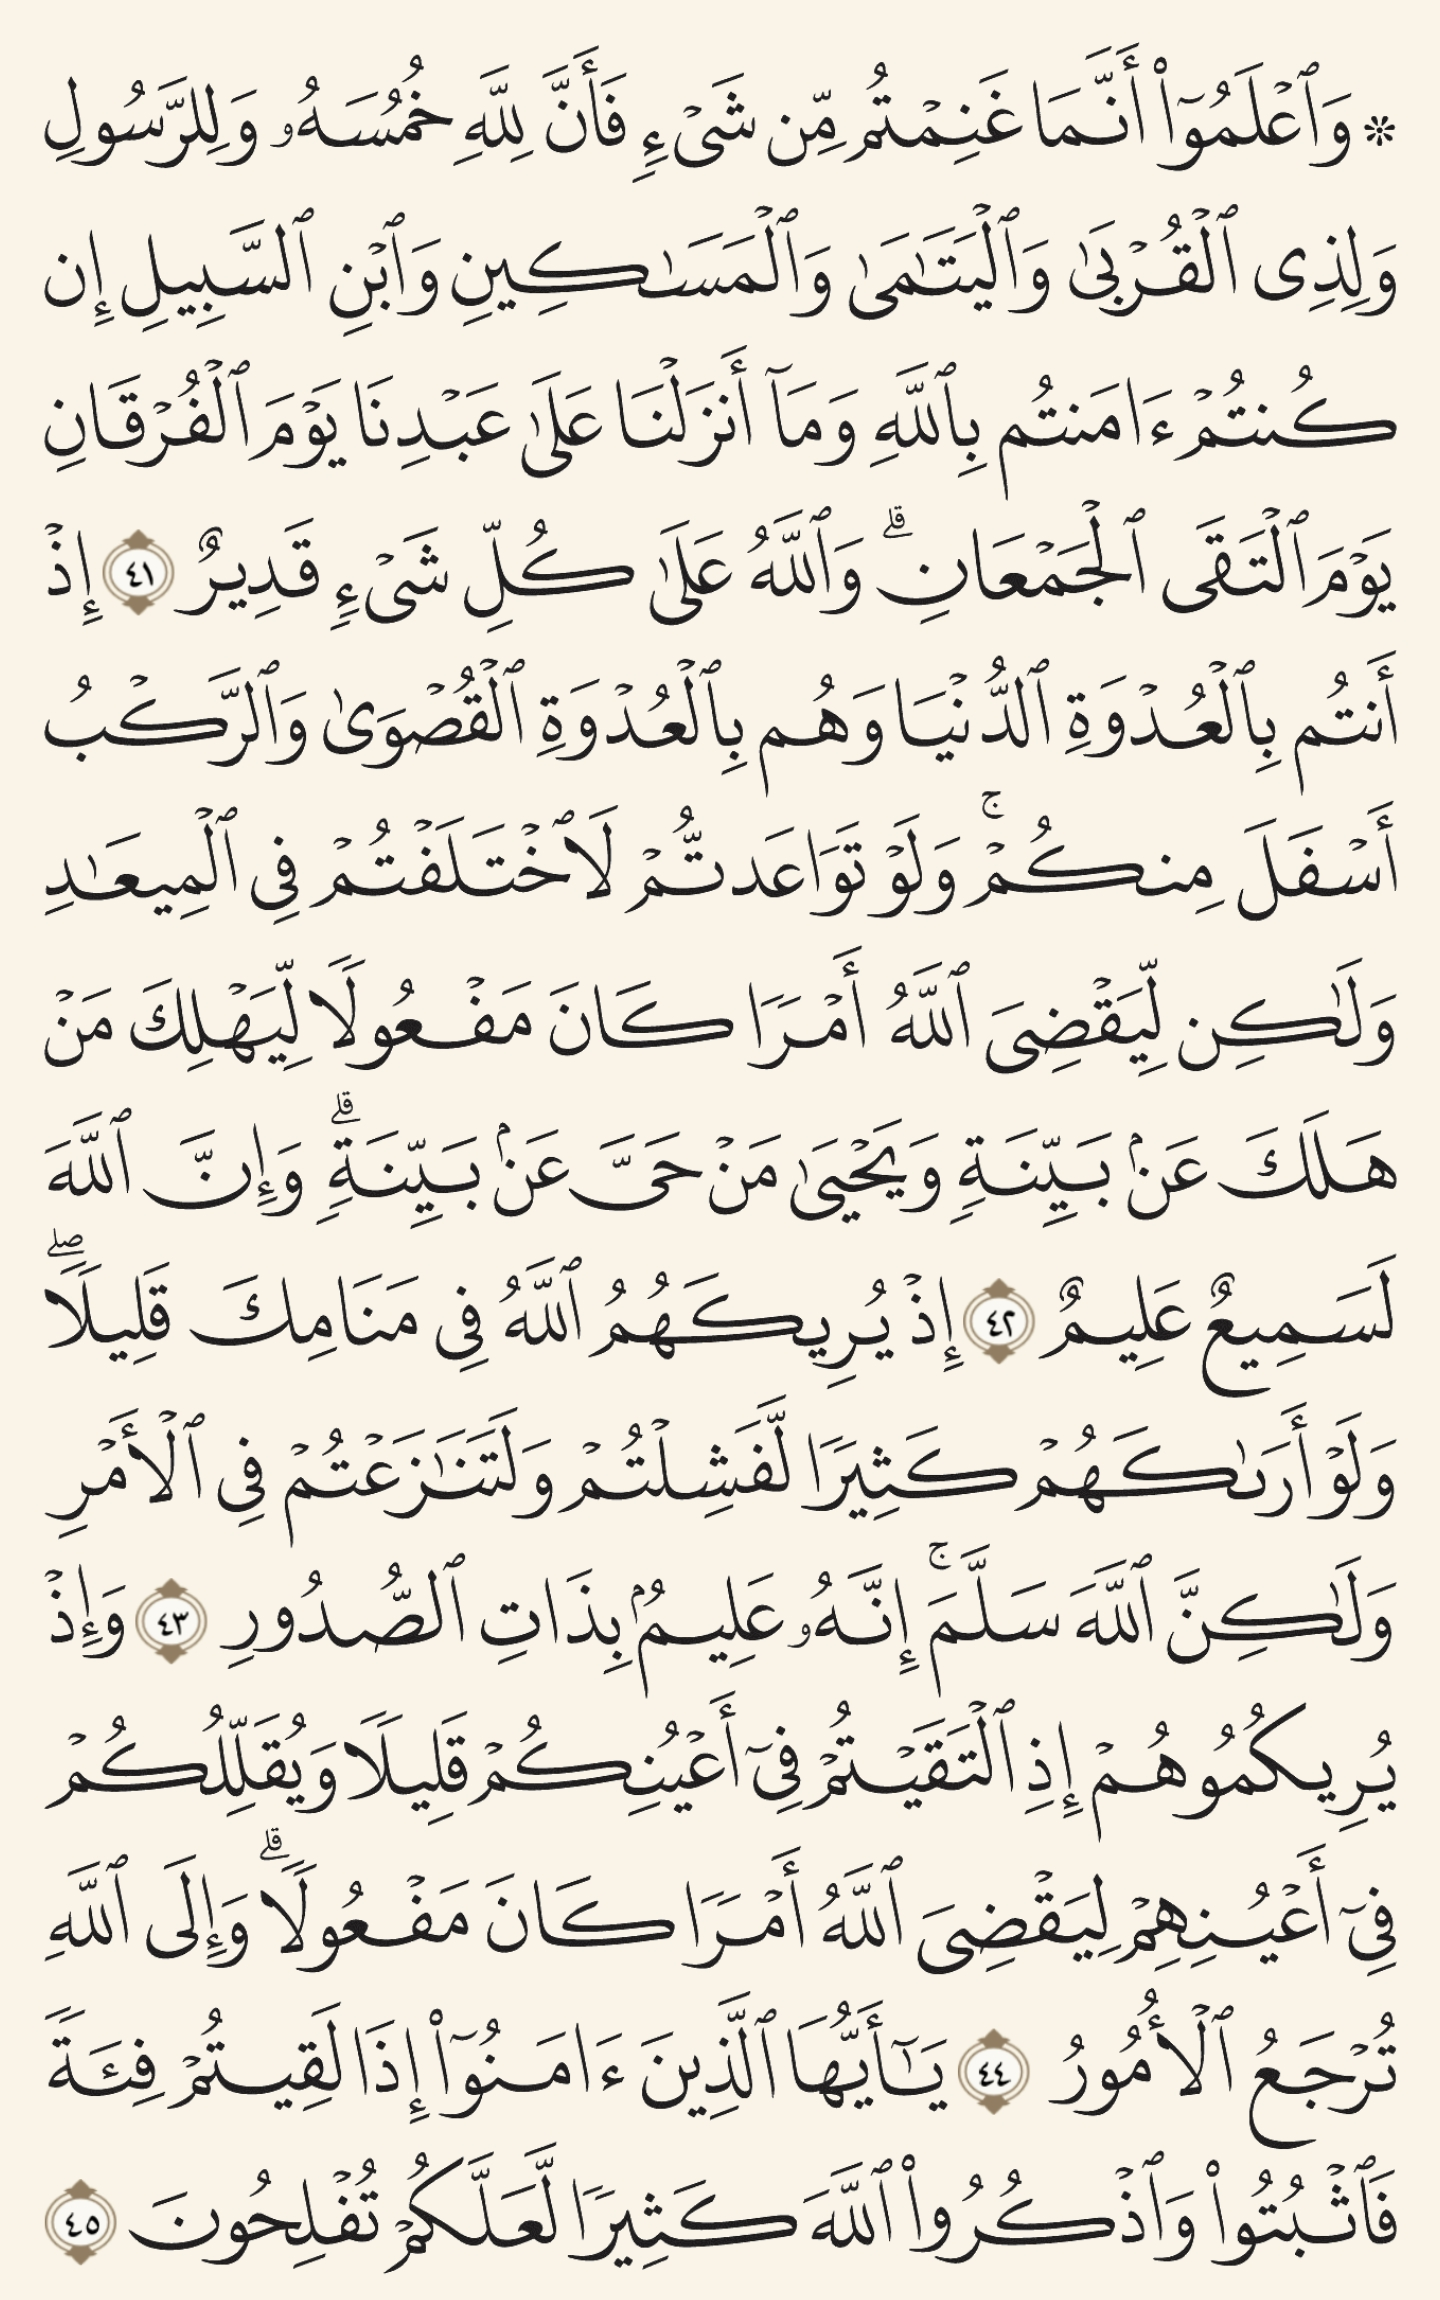 ۞ وَٱعْلَمُوٓا۟ أَنَّمَا غَنِمْتُم مِّن شَىْءٍ فَأَنَّ لِلَّهِ خُمُسَهُۥ وَلِلرَّسُولِ
وَلِذِى ٱلْقُرْبَىٰ وَٱلْيَتَـٰمَىٰ وَٱلْمَسَـٰكِينِ وَٱبْنِ ٱلسَّبِيلِ إِن
كُنتُمْ ءَامَنتُم بِٱللَّهِ وَمَآ أَنزَلْنَا عَلَىٰ عَبْدِنَا يَوْمَ ٱلْفُرْقَانِ
يَوْمَ ٱلْتَقَى ٱلْجَمْعَانِ ۗ وَٱللَّهُ عَلَىٰ كُلِّ شَىْءٍ قَدِيرٌ ٤١ إِذْ
أَنتُم بِٱلْعُدْوَةِ ٱلدُّنْيَا وَهُم بِٱلْعُدْوَةِ ٱلْقُصْوَىٰ وَٱلرَّكْبُ
أَسْفَلَ مِنكُمْ ۚ وَلَوْ تَوَاعَدتُّمْ لَٱخْتَلَفْتُمْ فِى ٱلْمِيعَـٰدِ
وَلَـٰكِن لِّيَقْضِىَ ٱللَّهُ أَمْرًا كَانَ مَفْعُولًا لِّيَهْلِكَ مَنْ
هَلَكَ عَنۢ بَيِّنَةٍ وَيَحْيَىٰ مَنْ حَىَّ عَنۢ بَيِّنَةٍ ۗ وَإِنَّ ٱللَّهَ
لَسَمِيعٌ عَلِيمٌ ٤٢ إِذْ يُرِيكَهُمُ ٱللَّهُ فِى مَنَامِكَ قَلِيلًا ۖ
وَلَوْ أَرَىٰكَهُمْ كَثِيرًا لَّفَشِلْتُمْ وَلَتَنَـٰزَعْتُمْ فِى ٱلْأَمْرِ
وَلَـٰكِنَّ ٱللَّهَ سَلَّمَ ۚ إِنَّهُۥ عَلِيمٌۢ بِذَاتِ ٱلصُّدُورِ ٤٣ وَإِذْ
يُرِيكُمُوهُمْ إِذِ ٱلْتَقَيْتُمْ فِىٓ أَعْيُنِكُمْ قَلِيلًا وَيُقَلِّلُكُمْ
فِىٓ أَعْيُنِهِمْ لِيَقْضِىَ ٱللَّهُ أَمْرًا كَانَ مَفْعُولًا ۗ وَإِلَى ٱللَّهِ
تُرْجَعُ ٱلْأُمُورُ ٤٤ يَـٰٓأَيُّهَا ٱلَّذِينَ ءَامَنُوٓا۟ إِذَا لَقِيتُمْ فِئَةً
فَٱثْبُتُوا۟ وَٱذْكُرُوا۟ ٱللَّهَ كَثِيرًا لَّعَلَّكُمْ تُفْلِحُونَ ٤٥